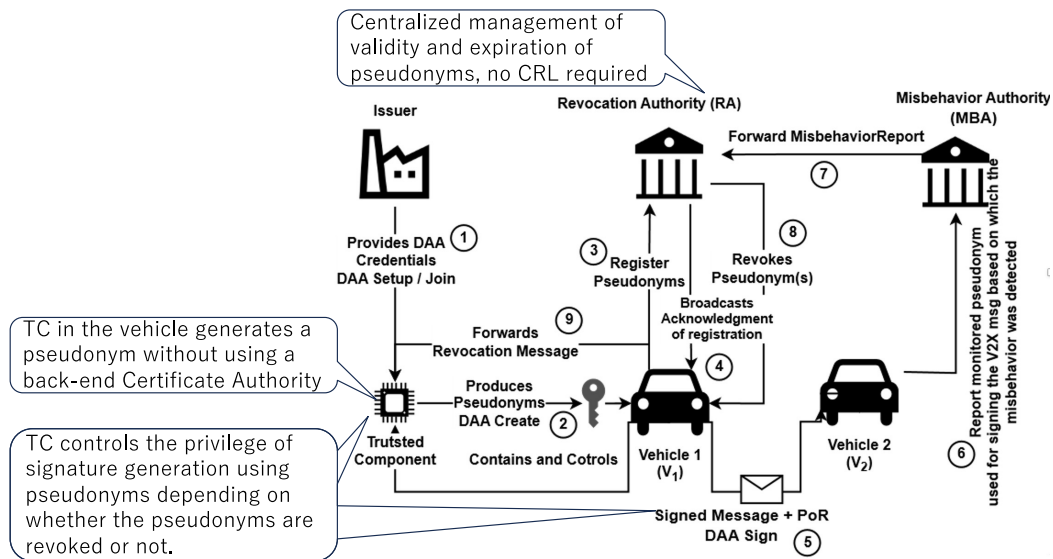 Centralized management of
validity and expiration of
pseudonyms, no CRL required
Issuer
Revocation Authority (RA)
Misbehavior Authority
(MBA)
Forward MisbehaviorReport
7
1
Provides DAA
Credentials
DAA Setup / Join
3
Register
Pseudonyms
8
Revokes
Pseudonym(s)
Broadcasts
Acknowledgment
of registration
4
9
Forwards
Revocation Message
TC in the vehicle generates a
pseudonym without using a
back-end Certificate Authority
Produces
Pseudonyms
DAA Create
2
Trutsted
Component
Contains and Cotrols
Vehicle 1
(V1)
Vehicle 2
(V2)
6
Report monitored pseudonym
used for signing the V2X msg based on which the
misbehavior was detected
TC controls the privilege of
signature generation using
pseudonyms depending on
whether the pseudonyms are
revoked or not.
Signed Message + PoR
DAA Sign
5